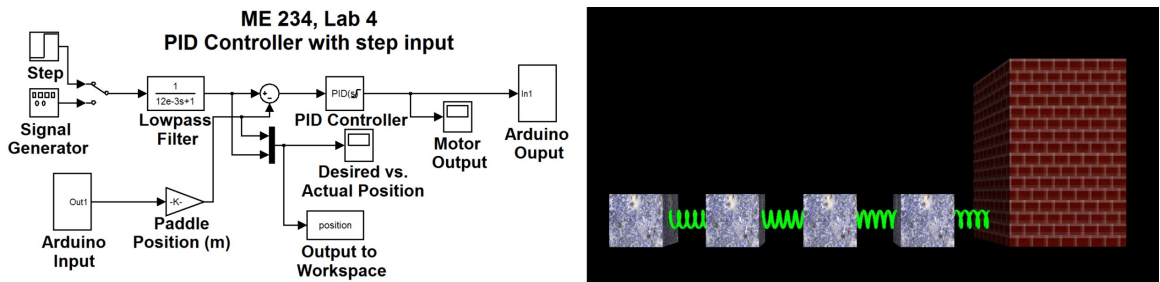 ME 234, Lab 4
PID Controller with step input
Step
Signal
Generator
1
12e-3s+1
Lowpass
Filter
+
-
PID(s)
PID Controller
Motor
Output
In1
Arduino
Ouput
Desired vs.
Actual Position
Out1
Arduino
Input
-K-
Paddle
Position (m)
position
Output to
Workspace